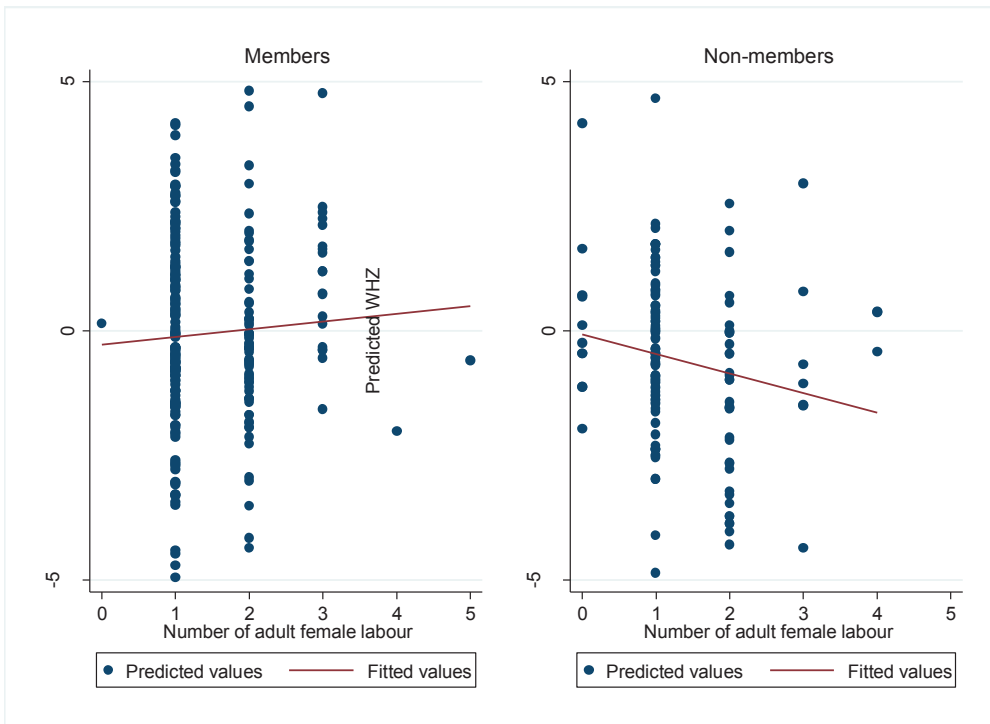 Members
Non-members
5
0
-5
Predicted WHZ
0 1 2 3 4 5
Number of adult female labour
Predicted values Fitted values
5
0
-5
0 1 2 3 4 5
Number of adult female labour
Predicted values Fitted values